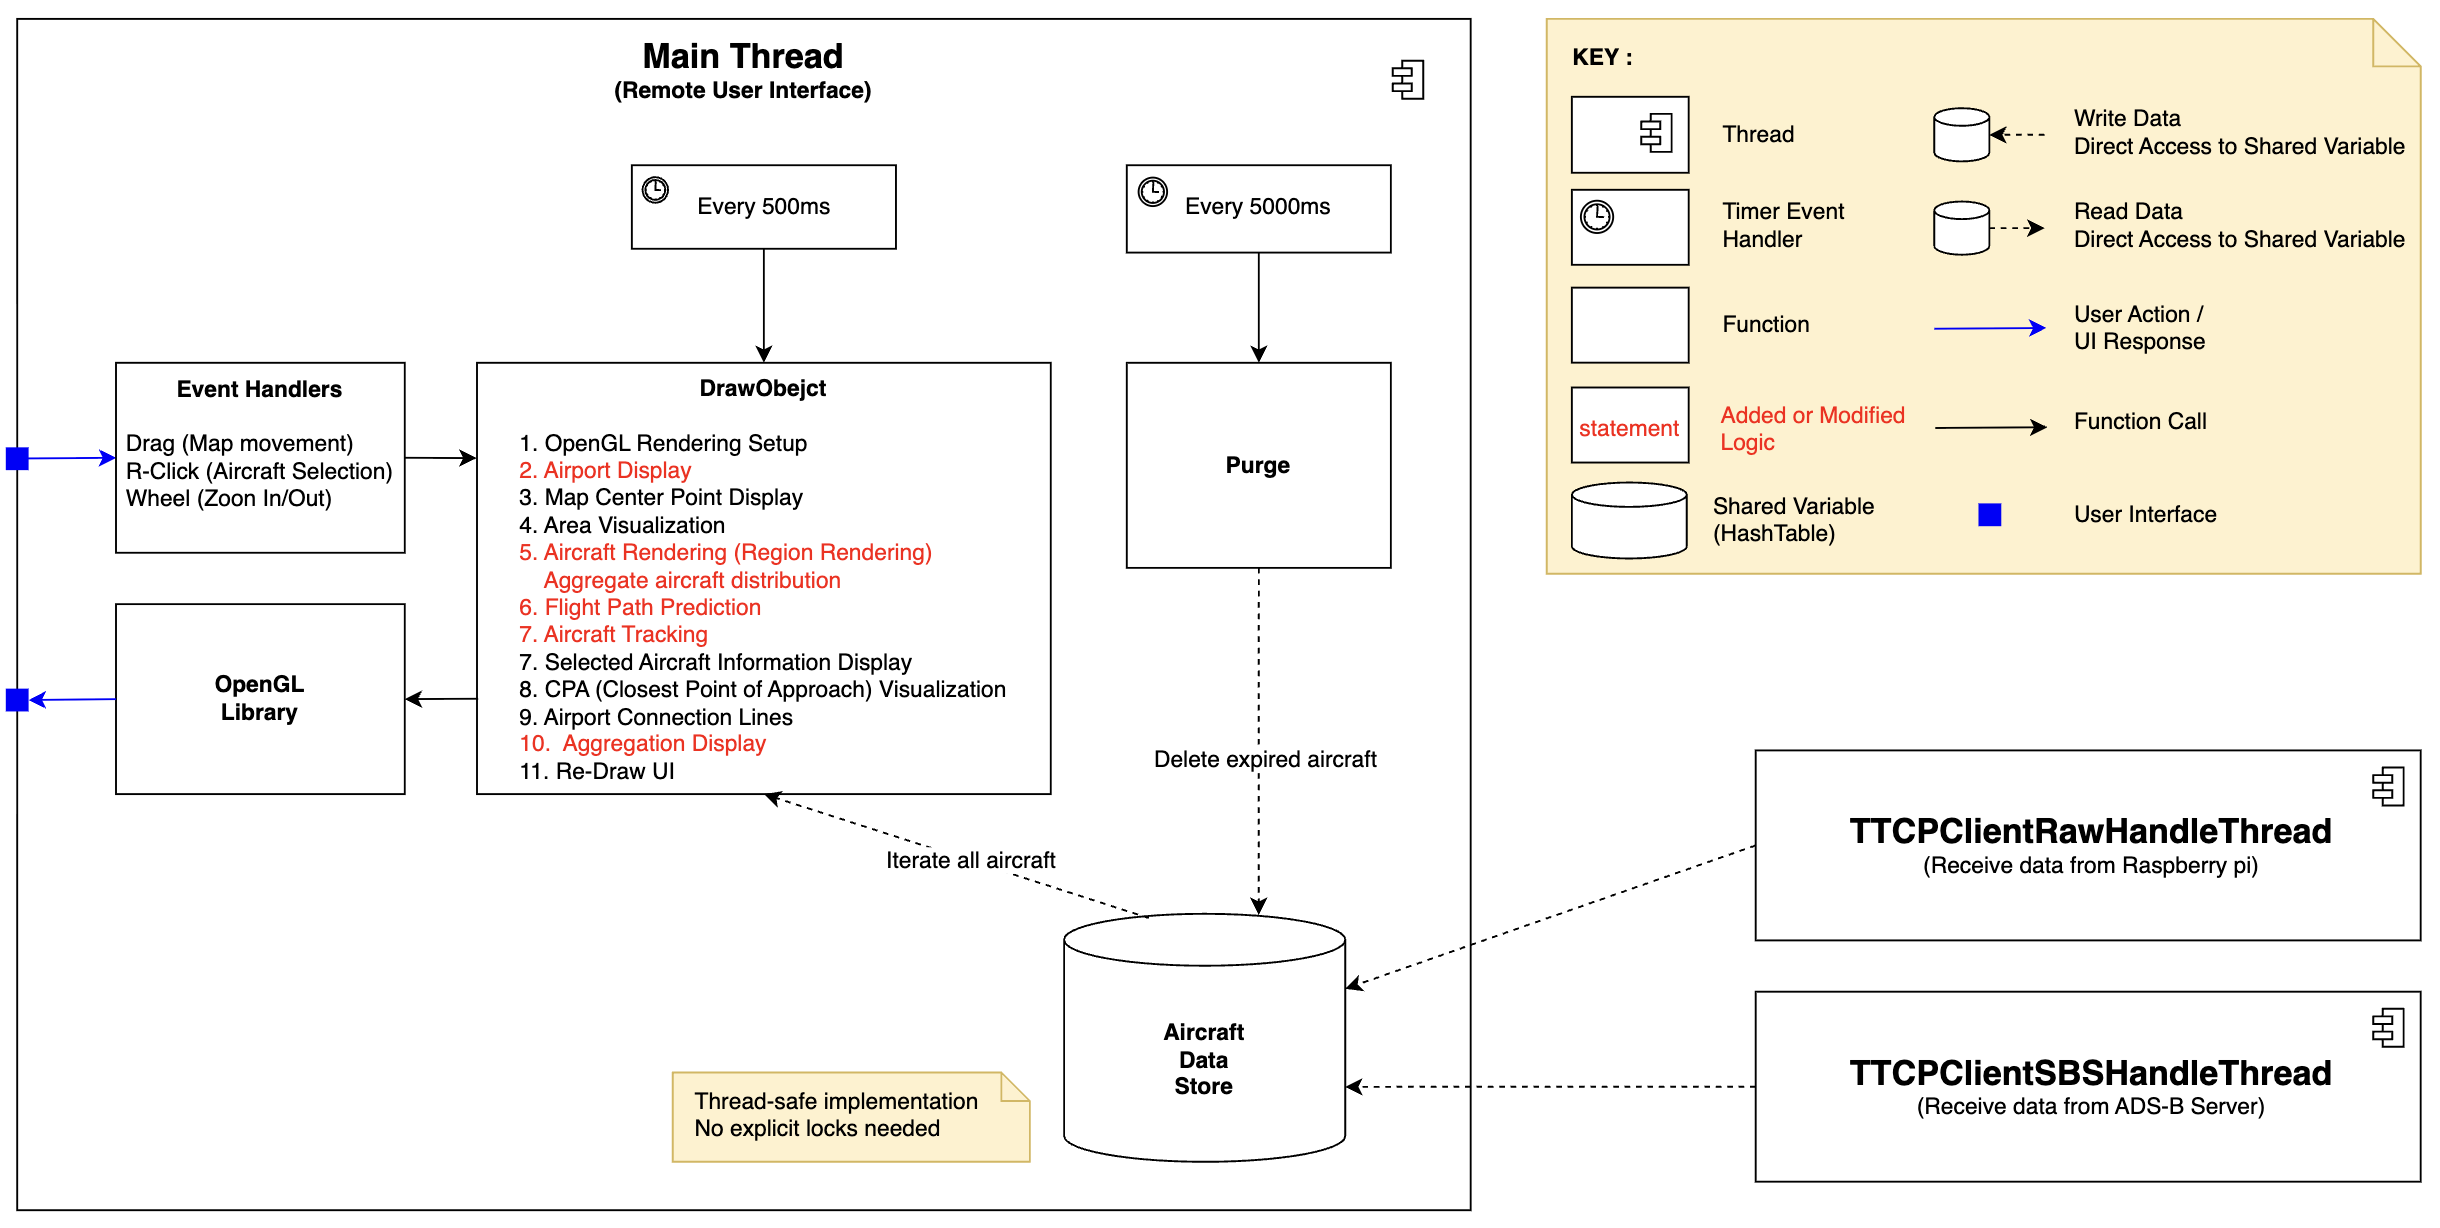 Main Thread
(Remote User Interface)
Every 500ms
Every 5000ms
Event Handlers
Drag (Map movement)
R-Click (Aircraft Selection)
Wheel (Zoon In/Out)
OpenGL
Library
DrawObejct
1. OpenGL Rendering Setup
2. Airport Display
3. Map Center Point Display
4. Area Visualization
5. Aircraft Rendering (Region Rendering)
Aggregate aircraft distribution
6. Flight Path Prediction
7. Aircraft Tracking
7. Selected Aircraft Information Display
8. CPA (Closest Point of Approach) Visualization
9. Airport Connection Lines
10. Aggregation Display
11. Re-Draw UI
Purge
Delete expired aircraft
Iterate all aircraft
Aircraft
Data
Store
Thread-safe implementation
No explicit locks needed
KEY :
Thread
Write Data
Direct Access to Shared Variable
Timer Event
Handler
Read Data
Direct Access to Shared Variable
Function
User Action /
UI Response
statement
Added or Modified
Logic
Function Call
Shared Variable
(HashTable)
User Interface
TTCPClientRawHandleThread
(Receive data from Raspberry pi)
TTCPClientSBSHandleThread
(Receive data from ADS-B Server)